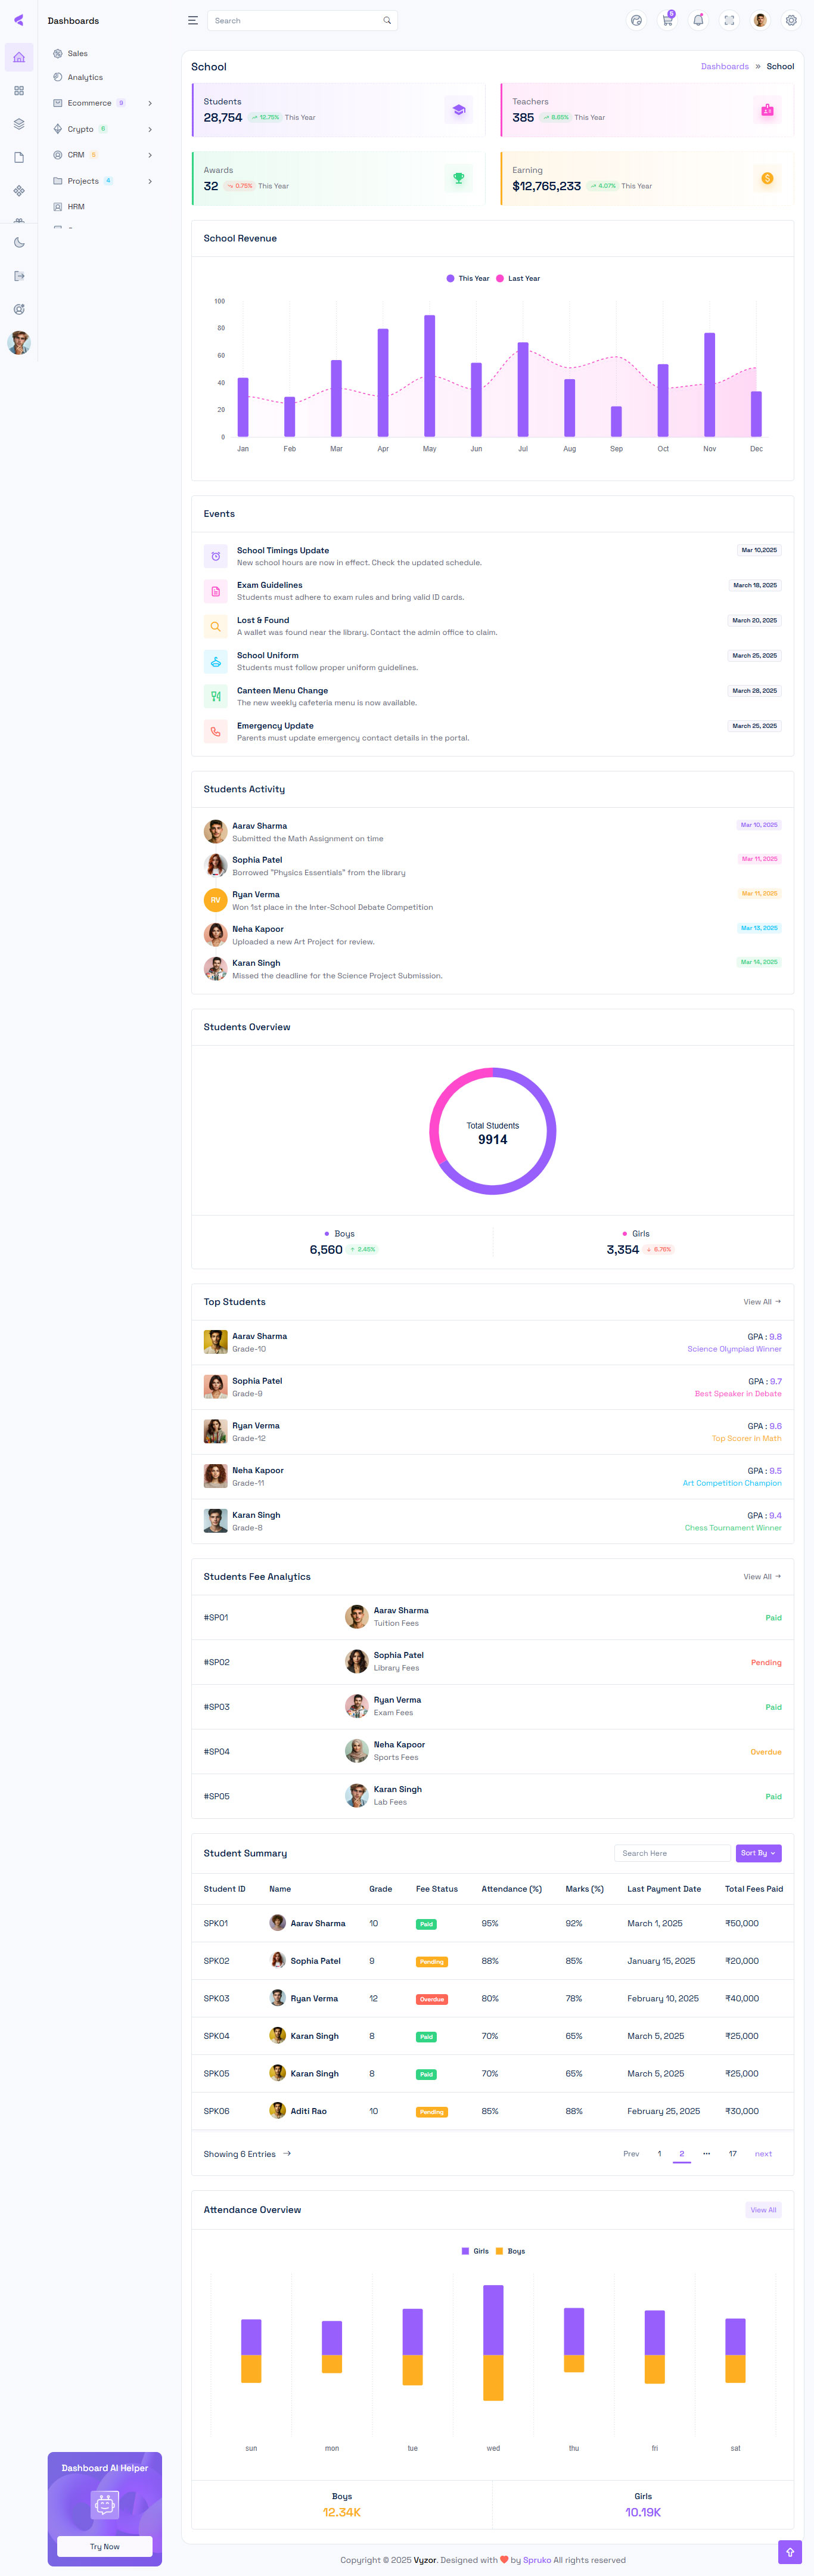 Dashboards
Search
5
Sales
Analytics
Ecommerce 9
Crypto 6
CRM 5
Projects 4
HRM
School
Dashboards » School
Students
28,754 12.75% This Year
Teachers
385 8.85% This Year
Awards
32 0.75% This Year
Earning
$12,765,233 4.07% This Year
School Revenue
This Year Last Year
100
80
60
40
20
0
Jan Feb Mar Apr May Jun Jul Aug Sep Oct Nov Dec
Events
School Timings Update
Mar 10,2025
New school hours are now in effect. Check the updated schedule.
Exam Guidelines
March 18, 2025
Students must adhere to exam rules and bring valid ID cards.
Lost & Found
March 20, 2025
A wallet was found near the library. Contact the admin office to claim.
School Uniform
March 25, 2025
Students must follow proper uniform guidelines.
Canteen Menu Change
March 28, 2025
The new weekly cafeteria menu is now available.
Emergency Update
March 25, 2025
Parents must update emergency contact details in the portal.
Students Activity
Aarav Sharma
Mar 10, 2025
Submitted the Math Assignment on time
Sophia Patel
Mar 11, 2025
Borrowed "Physics Essentials" from the library
RV
Ryan Verma
Mar 11, 2025
Won 1st place in the Inter-School Debate Competition
Neha Kapoor
Mar 13, 2025
Uploaded a new Art Project for review.
Karan Singh
Mar 14, 2025
Missed the deadline for the Science Project Submission.
Students Overview
Total Students
9914
Boys
6,560 2.45%
Girls
3,354 6.76%
Top Students
View All
Aarav Sharma
GPA : 9.8
Grade-10
Science Olympiad Winner
Sophia Patel
GPA : 9.7
Grade-9
Best Speaker in Debate
Ryan Verma
GPA : 9.6
Grade-12
Top Scorer in Math
Neha Kapoor
GPA : 9.5
Grade-11
Art Competition Champion
Karan Singh
GPA : 9.4
Grade-8
Chess Tournament Winner
Students Fee Analytics
View All
#SP01
Aarav Sharma
Tuition Fees
Paid
#SP02
Sophia Patel
Library Fees
Pending
#SP03
Ryan Verma
Exam Fees
Paid
#SP04
Neha Kapoor
Sports Fees
Overdue
#SP05
Karan Singh
Lab Fees
Paid
Student Summary
Search Here
Sort By
Student ID Name Grade Fee Status Attendance (%) Marks (%) Last Payment Date Total Fees Paid
SPK01 Aarav Sharma 10 Paid 95% 92% March 1, 2025 ₹50,000
SPK02 Sophia Patel 9 Pending 88% 85% January 15, 2025 ₹20,000
SPK03 Ryan Verma 12 Overdue 80% 78% February 10, 2025 ₹40,000
SPK04 Karan Singh 8 Paid 70% 65% March 5, 2025 ₹25,000
SPK05 Karan Singh 8 Paid 70% 65% March 5, 2025 ₹25,000
SPK06 Aditi Rao 10 Pending 85% 88% February 25, 2025 ₹30,000
Showing 6 Entries
Prev 1 2 ••• 17 next
Attendance Overview
View All
Girls Boys
sun mon tue wed thu fri sat
Boys
12.34K
Girls
10.19K
Dashboard AI Helper
Try Now
Copyright © 2025 Vyzor. Designed with ❤ by Spruko All rights reserved